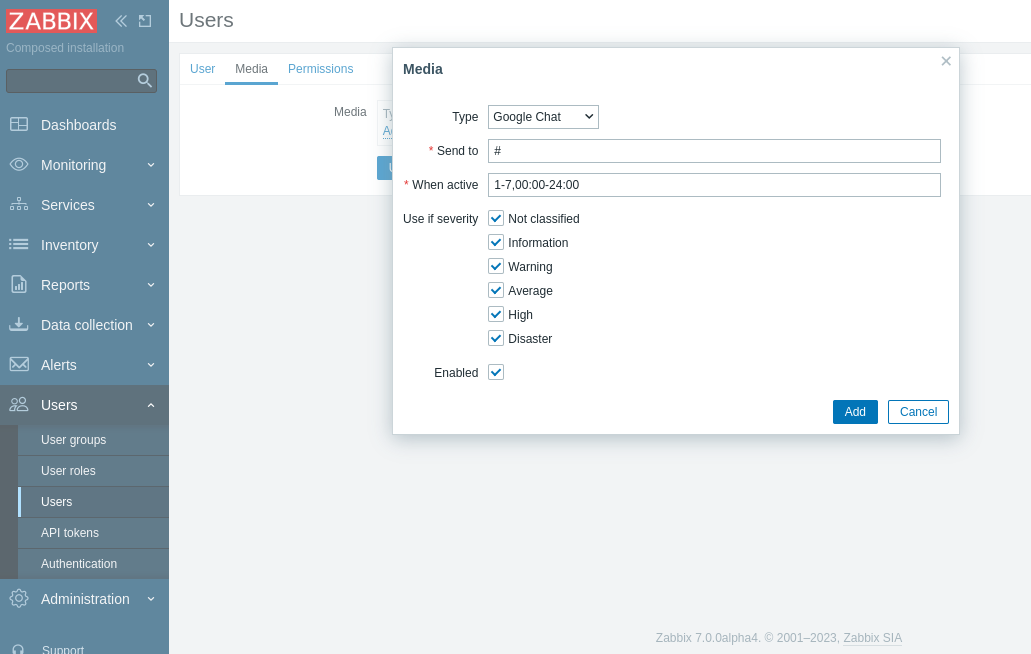 ZABBIX
Composed installation
Dashboards
Monitoring
Services
Inventory
Reports
Data collection
Alerts
Users
User groups
User roles
Users
API tokens
Authentication
Administration
Support
Users
User Media Permissions
Media
Media
Type Google Chat
* Send to #
* When active 1-7,00:00-24:00
Use if severity Not classified
Information
Warning
Average
High
Disaster
Enabled
Add Cancel
Zabbix 7.0.0alpha4. © 2001–2023, Zabbix SIA